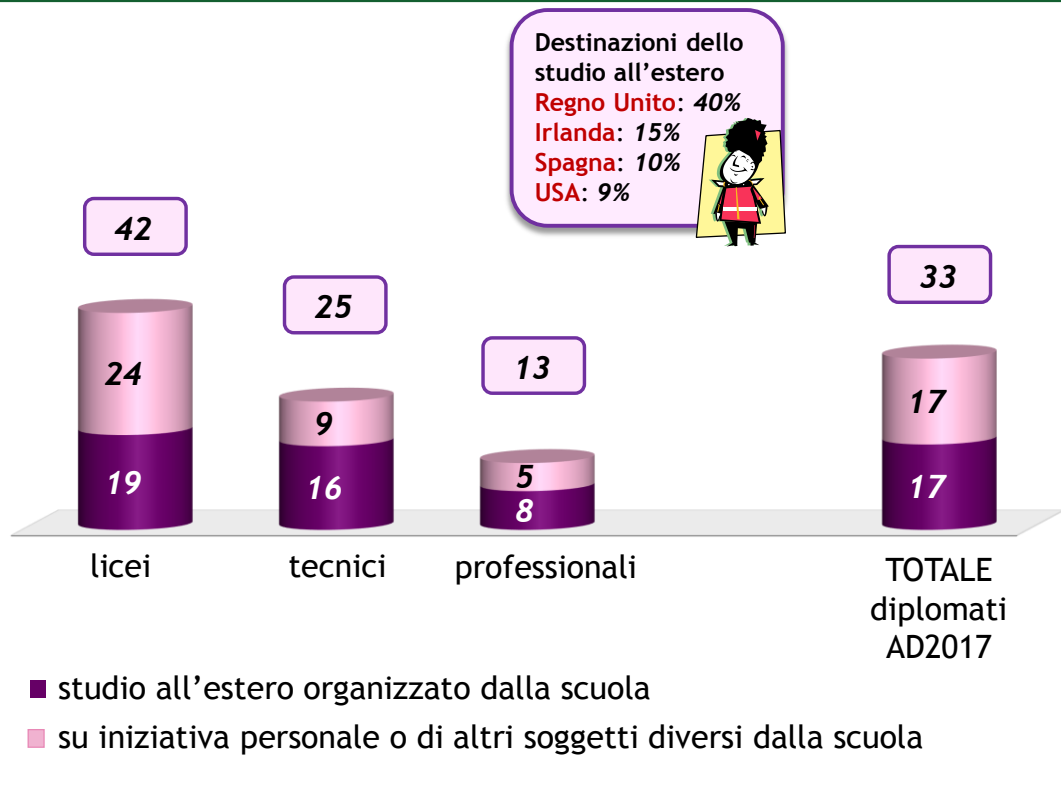 Destinazioni dello
studio all’estero
Regno Unito: 40%
Irlanda: 15%
Spagna: 10%
USA: 9%
42
25
13
33
24
19
9
16
5
8
17
17
licei
tecnici
professionali
TOTALE
diplomati
AD2017
studio all’estero organizzato dalla scuola
su iniziativa personale o di altri soggetti diversi dalla scuola